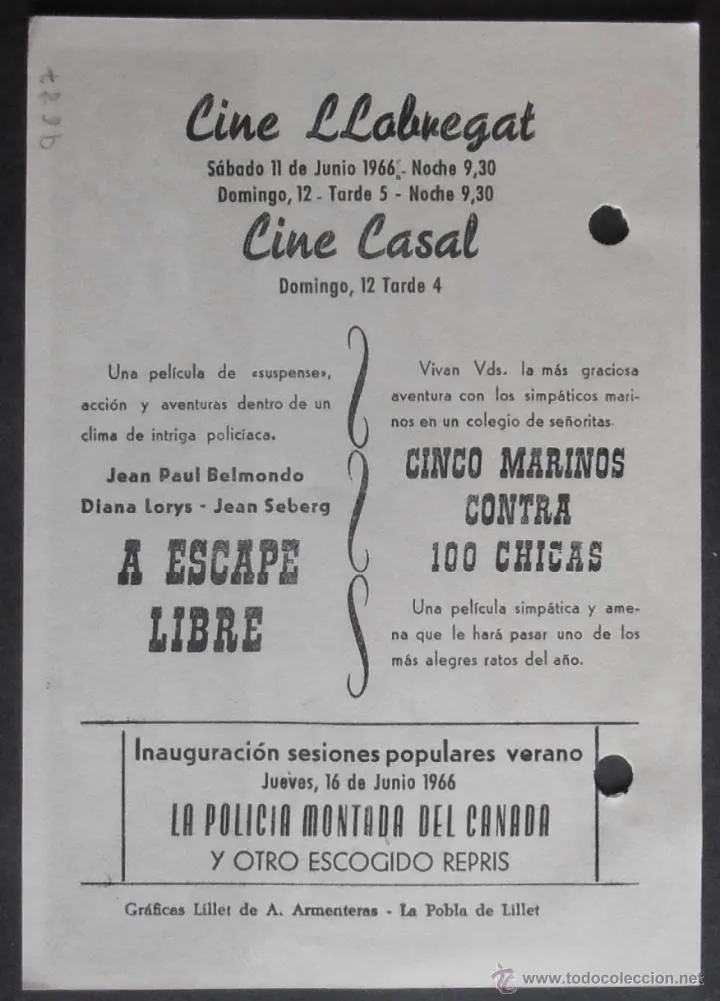 Cine LLobregat
Sábado 11 de Junio 1966 - Noche 9,30
Domingo, 12 - Tarde 5 - Noche 9,30
Cine Casal
Domingo, 12 Tarde 4
Una película de «suspense»,
acción y aventuras dentro de un
clima de intriga policíaca.
Jean Paul Belmondo
Diana Lorys - Jean Seberg
A ESCAPE
LIBRE
Vivan Vds. la más graciosa
aventura con los simpáticos mari-
nos en un colegio de señoritas.
CINCO MARINOS
CONTRA
100 CHICAS
Una película simpática y ame-
na que le hará pasar uno de los
más alegres ratos del año.
Inauguración sesiones populares verano
Jueves, 16 de Junio 1966
LA POLICIA MONTADA DEL CANADA
Y OTRO ESCOGIDO REPRIS
Gráficas Lillet de A. Armenteras - La Pobla de Lillet
www.todocoleccion.net